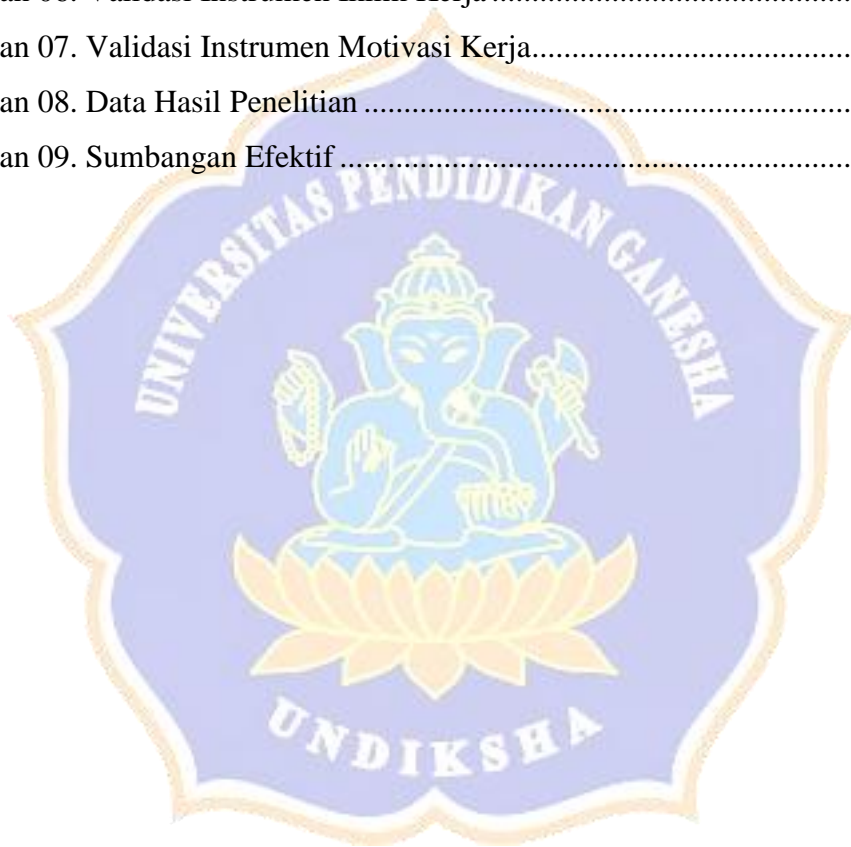 an 07. Validasi Instrumen Motivasi Kerja
an 08. Data Hasil Penelitian
an 09. Sumbangan Efektif
UNIVERSITAS PENDIDIKAN GANESHA
UNDIKSHA